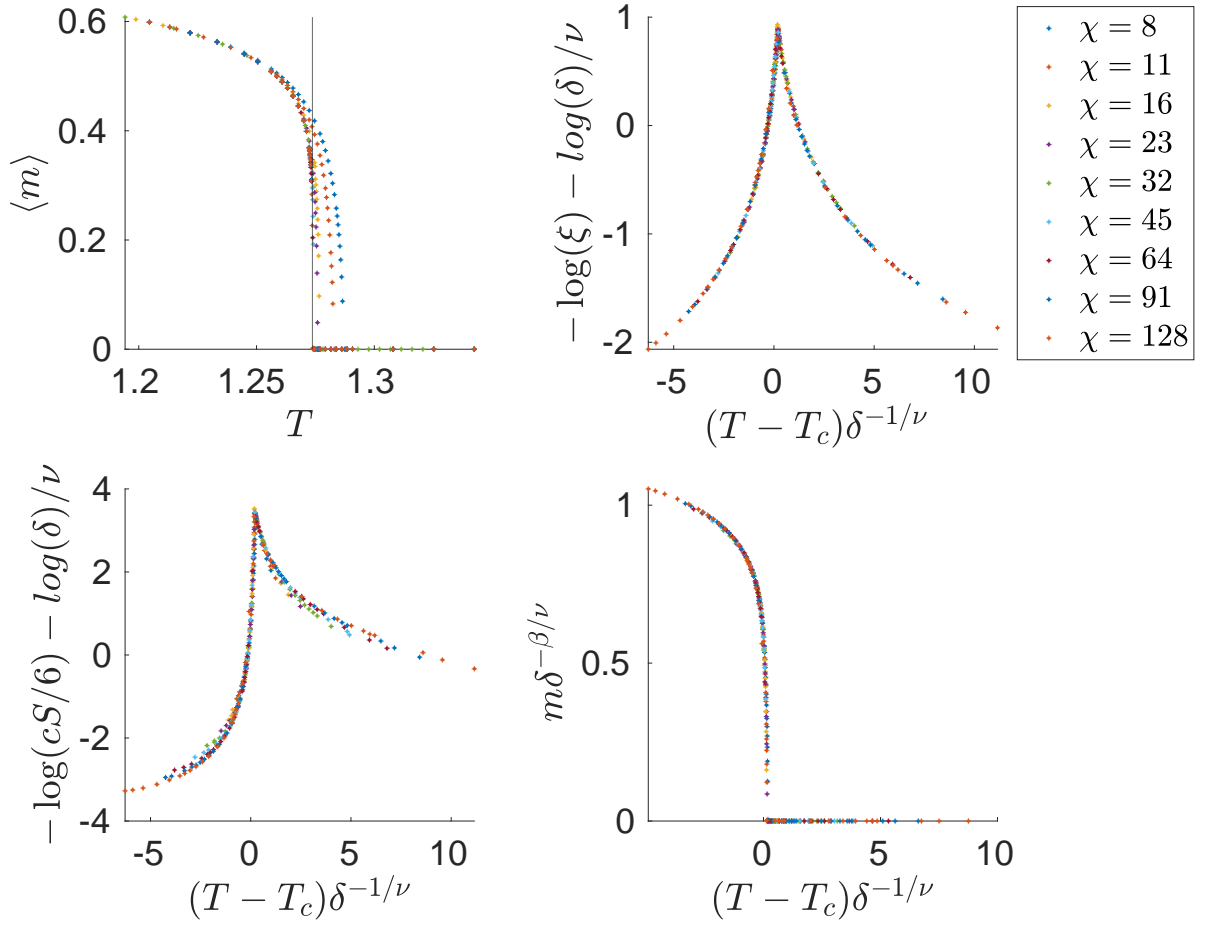 0.6
0.4
0.2
0
⟨m⟩
1.2 1.25 1.3
T
1
0
-1
-2
− log(ξ) − log(δ)/ν
-5 0 5 10
(T − T_c)δ^{−1/ν}
χ = 8
χ = 11
χ = 16
χ = 23
χ = 32
χ = 45
χ = 64
χ = 91
χ = 128
4
2
0
-2
-4
− log(cS/6) − log(δ)/ν
-5 0 5 10
(T − T_c)δ^{−1/ν}
1
0.5
0
mδ^{−β/ν}
0 5 10
(T − T_c)δ^{−1/ν}